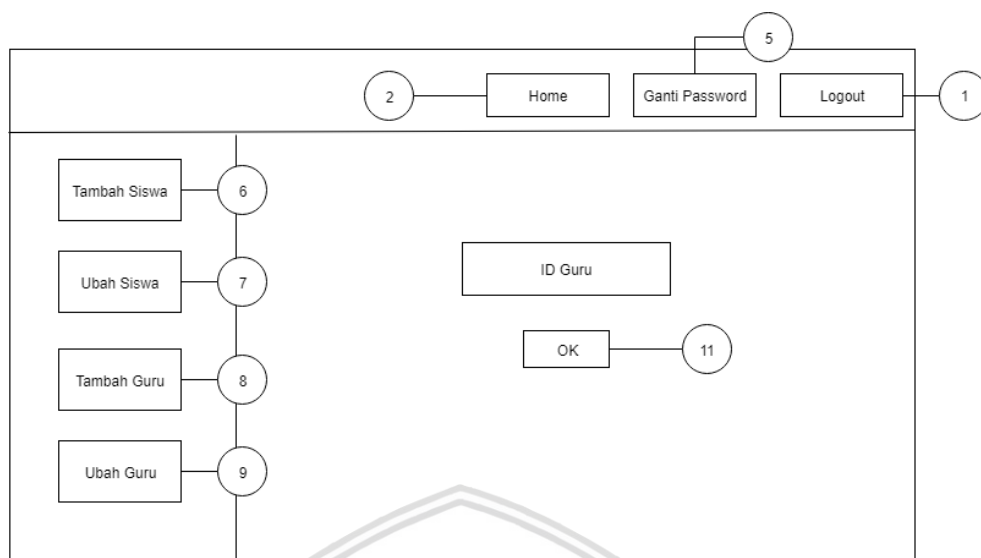 5
2
Home
Ganti Password
Logout
1
Tambah Siswa
6
Ubah Siswa
7
ID Guru
OK
11
Tambah Guru
8
Ubah Guru
9